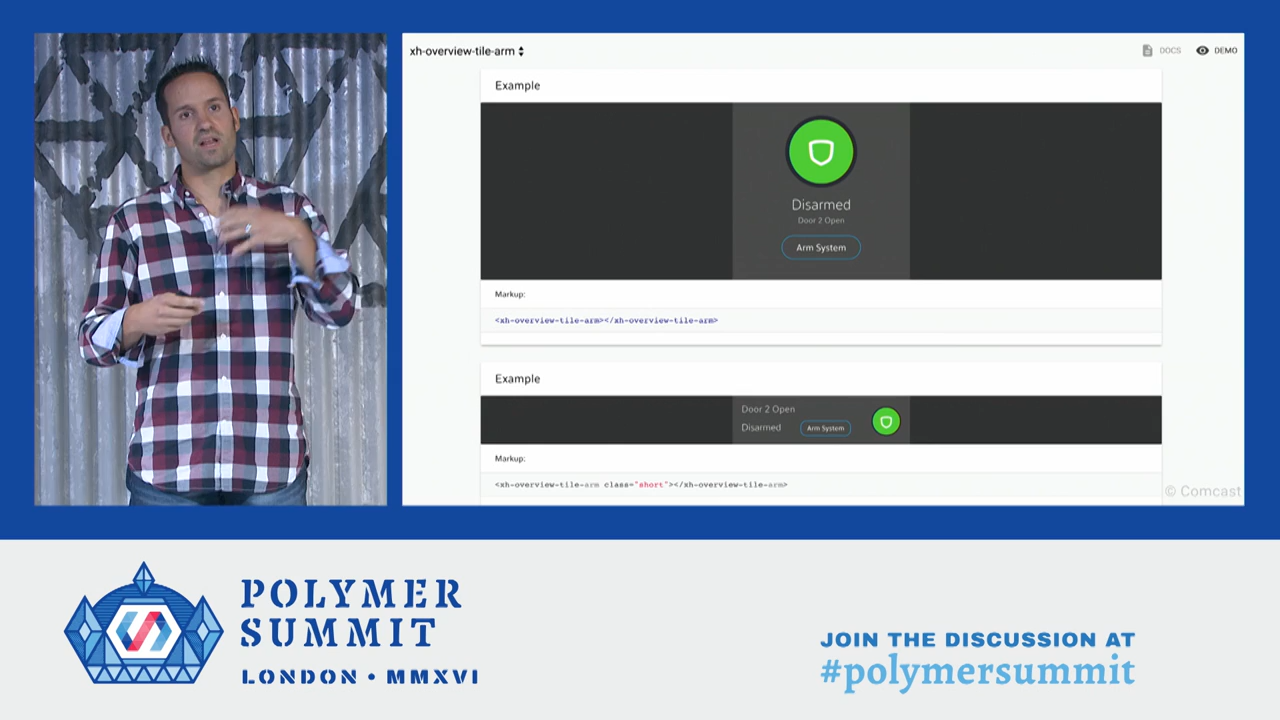 xh-overview-tile-arm
DOCS
DEMO
Example
Disarmed
Door 2 Open
Arm System
Markup:
<xh-overview-tile-arm></xh-overview-tile-arm>
Example
Door 2 Open
Disarmed
Arm System
Markup:
<xh-overview-tile-arm class="short"></xh-overview-tile-arm>
© Comcast
POLYMER
SUMMIT
LONDON • MMXVI
JOIN THE DISCUSSION AT
#polymersummit